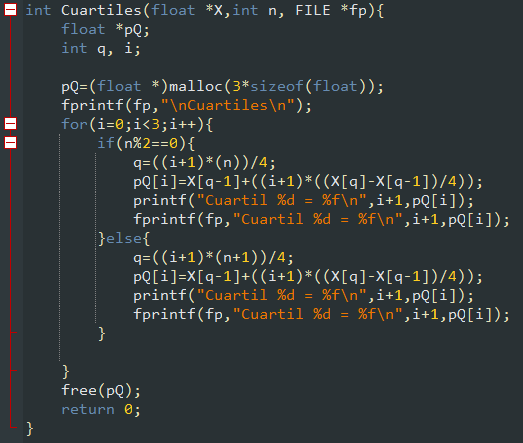 int Cuartiles(float *X,int n, FILE *fp){
float *pQ;
int q, i;
pQ=(float *)malloc(3*sizeof(float));
fprintf(fp,"\nCuartiles\n");
for(i=0;i<3;i++){
if(n%2==0){
q=((i+1)*(n))/4;
pQ[i]=X[q-1]+((i+1)*((X[q]-X[q-1])/4));
printf("Cuartil %d = %f\n",i+1,pQ[i]);
fprintf(fp,"Cuartil %d = %f\n",i+1,pQ[i]);
}else{
q=((i+1)*(n+1))/4;
pQ[i]=X[q-1]+((i+1)*((X[q]-X[q-1])/4));
printf("Cuartil %d = %f\n",i+1,pQ[i]);
fprintf(fp,"Cuartil %d = %f\n",i+1,pQ[i]);
}
}
free(pQ);
return 0;
}